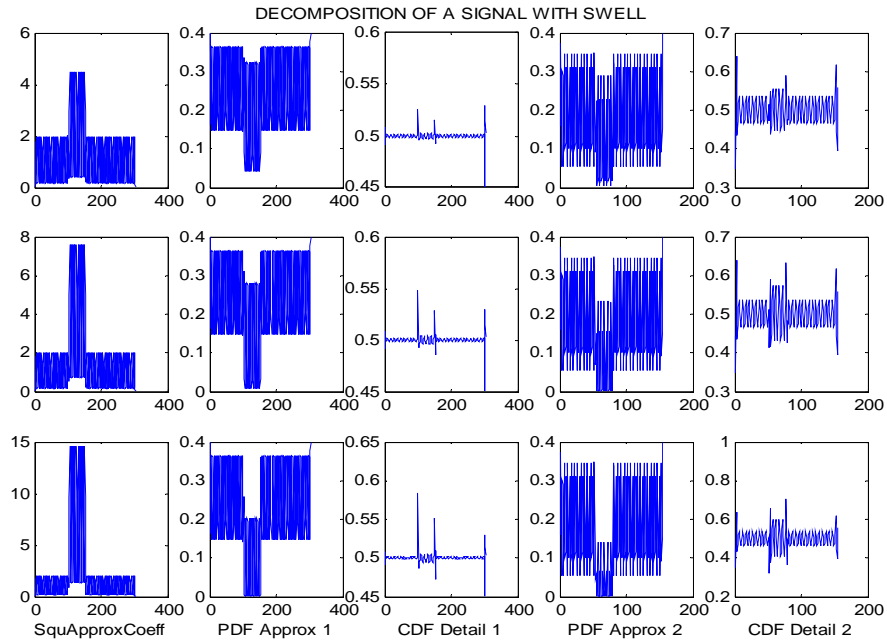 DECOMPOSITION OF A SIGNAL WITH SWELL
6 4 2 0
0 200 400
0.4 0.3 0.2 0.1 0
0 200 400
0.6 0.55 0.5 0.45
0 200 400
0.4 0.3 0.2 0.1 0
0 100 200
0.7 0.6 0.5 0.4 0.3
0 100 200
8 6 4 2 0
0 200 400
0.4 0.3 0.2 0.1 0
0 200 400
0.6 0.55 0.5 0.45
0 200 400
0.4 0.3 0.2 0.1 0
0 100 200
0.7 0.6 0.5 0.4 0.3
0 100 200
15 10 5 0
0 200 400
SquApproxCoeff
0.4 0.3 0.2 0.1 0
0 200 400
PDF Approx 1
0.65 0.6 0.55 0.5 0.45
0 200 400
CDF Detail 1
0.4 0.3 0.2 0.1 0
0 100 200
PDF Approx 2
1 0.8 0.6 0.4 0.2
0 100 200
CDF Detail 2